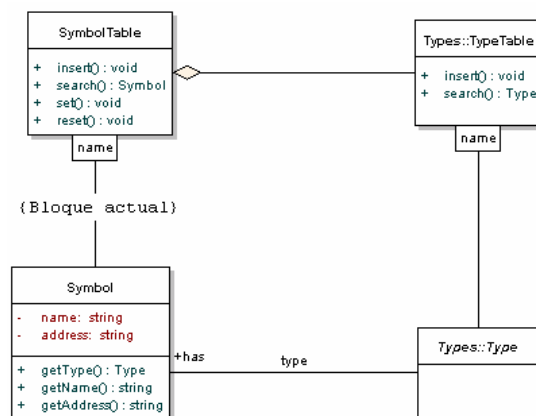 SymbolTable
+ insert() : void
+ search() : Symbol
+ set() : void
+ reset() : void
name
Types::TypeTable
+ insert() : void
+ search() : Type
name
{Bloque actual}
Symbol
- name: string
- address: string
+ getType() : Type
+ getName() : string
+ getAddress() : string
+has
type
Types::Type